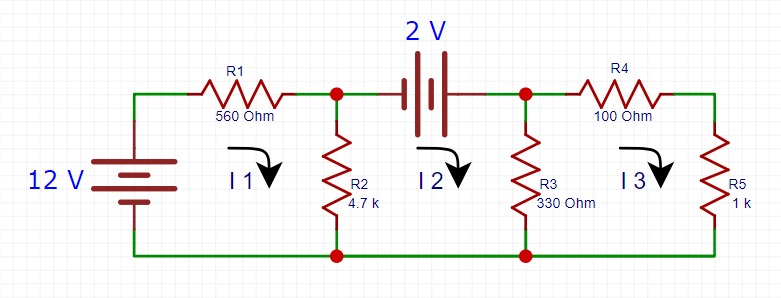 2 V
R1
560 Ohm
R4
100 Ohm
12 V
I 1
R2
4.7 k
I 2
R3
330 Ohm
I 3
R5
1 k